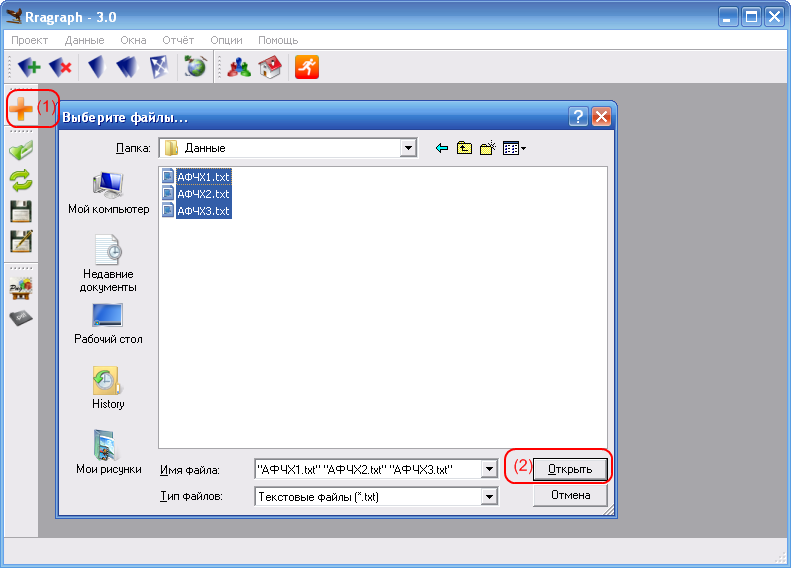 Rragraph - 3.0
Проект Данные Окна Отчёт Опции Помощь
(1)
Выберите файлы...
Папка: Данные
АФЧХ1.txt
АФЧХ2.txt
АФЧХ3.txt
Мой компьютер
Недавние
документы
Рабочий стол
History
Мои рисунки
Имя файла: "АФЧХ1.txt" "АФЧХ2.txt" "АФЧХ3.txt"
(2) Открыть
Тип файлов: Текстовые файлы (*.txt)
Отмена